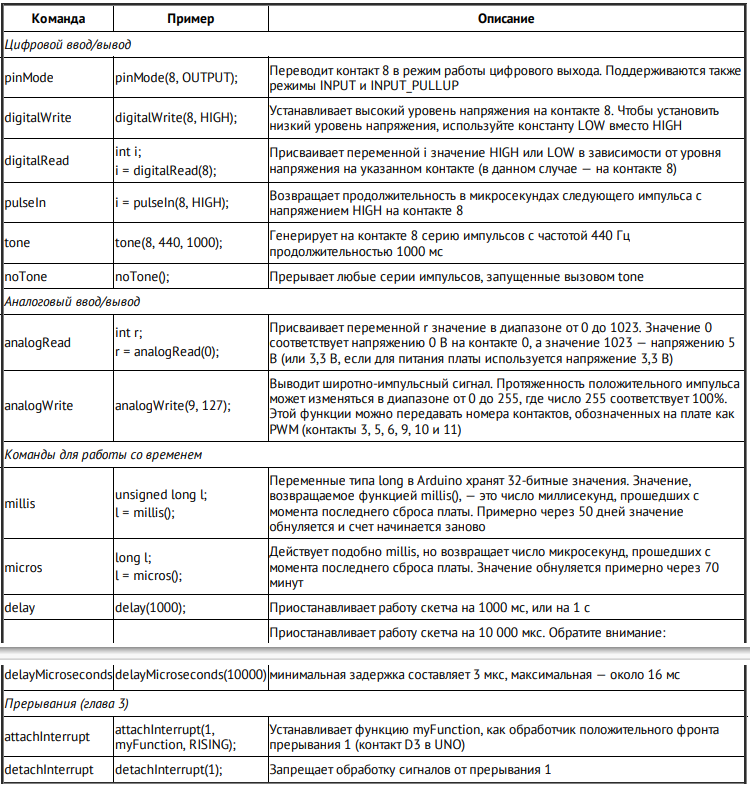 Команда Пример Описание
Цифровой ввод/вывод
pinMode pinMode(8, OUTPUT); Переводит контакт 8 в режим работы цифрового выхода. Поддерживаются также
режимы INPUT и INPUT_PULLUP
digitalWrite digitalWrite(8, HIGH); Устанавливает высокий уровень напряжения на контакте 8. Чтобы установить
низкий уровень напряжения, используйте константу LOW вместо HIGH
digitalRead int i;
i = digitalRead(8); Присваивает переменной i значение HIGH или LOW в зависимости от уровня
напряжения на указанном контакте (в данном случае — на контакте 8)
pulseIn i = pulseIn(8, HIGH); Возвращает продолжительность в микросекундах следующего импульса с
напряжением HIGH на контакте 8
tone tone(8, 440, 1000); Генерирует на контакте 8 серию импульсов с частотой 440 Гц
продолжительностью 1000 мс
noTone noTone(); Прерывает любые серии импульсов, запущенные вызовом tone
Аналоговый ввод/вывод
analogRead int r;
r = analogRead(0); Присваивает переменной r значение в диапазоне от 0 до 1023. Значение 0
соответствует напряжению 0 В на контакте 0, а значение 1023 — напряжению 5
В (или 3,3 В, если для питания платы используется напряжение 3,3 В)
analogWrite analogWrite(9, 127); Выводит широтно-импульсный сигнал. Протяженность положительного импульса
может изменяться в диапазоне от 0 до 255, где число 255 соответствует 100%.
Этой функции можно передавать номера контактов, обозначенных на плате как
PWM (контакты 3, 5, 6, 9, 10 и 11)
Команды для работы со временем
millis unsigned long l;
l = millis(); Переменные типа long в Arduino хранят 32-битные значения. Значение,
возвращаемое функцией millis(), — это число миллисекунд, прошедших с
момента последнего сброса платы. Примерно через 50 дней значение
обнуляется и счет начинается заново
micros long l;
l = micros(); Действует подобно millis, но возвращает число микросекунд, прошедших с
момента последнего сброса платы. Значение обнуляется примерно через 70
минут
delay delay(1000); Приостанавливает работу скетча на 1000 мс, или на 1 с
Приостанавливает работу скетча на 10 000 мкс. Обратите внимание:
delayMicroseconds delayMicroseconds(10000) минимальная задержка составляет 3 мкс, максимальная — около 16 мс
Прерывания (глава 3)
attachInterrupt attachInterrupt(1,
myFunction, RISING); Устанавливает функцию myFunction, как обработчик положительного фронта
прерывания 1 (контакт D3 в UNO)
detachInterrupt detachInterrupt(1); Запрещает обработку сигналов от прерывания 1